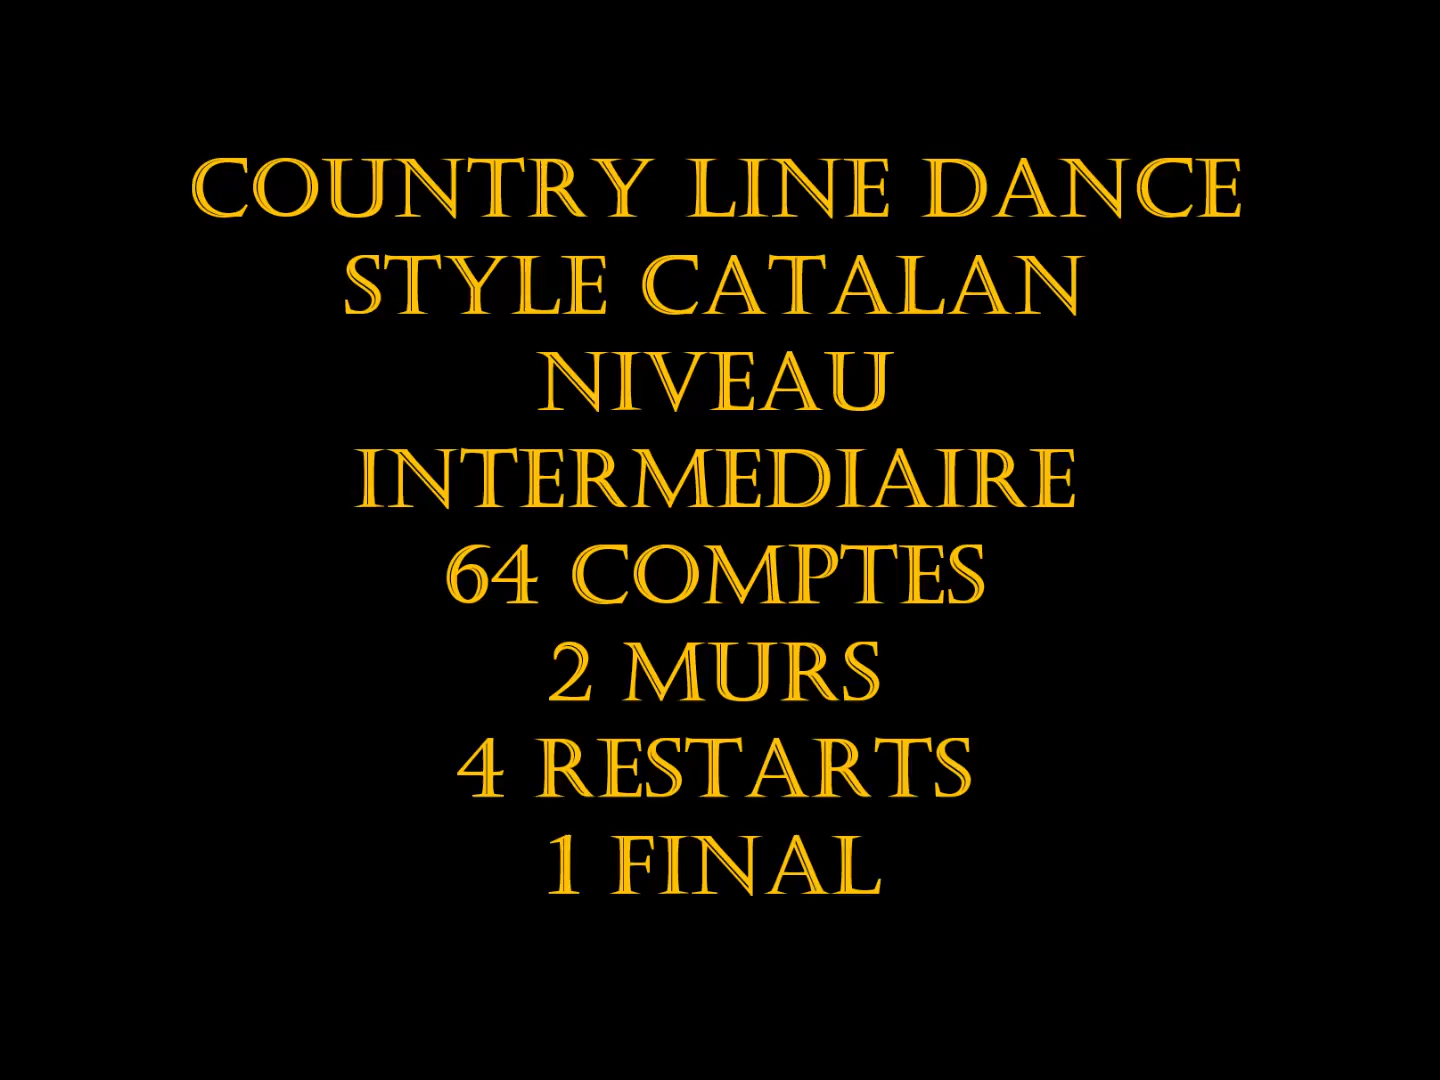 COUNTRY LINE DANCE
STYLE CATALAN
NIVEAU
INTERMEDIAIRE
64 COMPTES
2 MURS
4 RESTARTS
1 FINAL